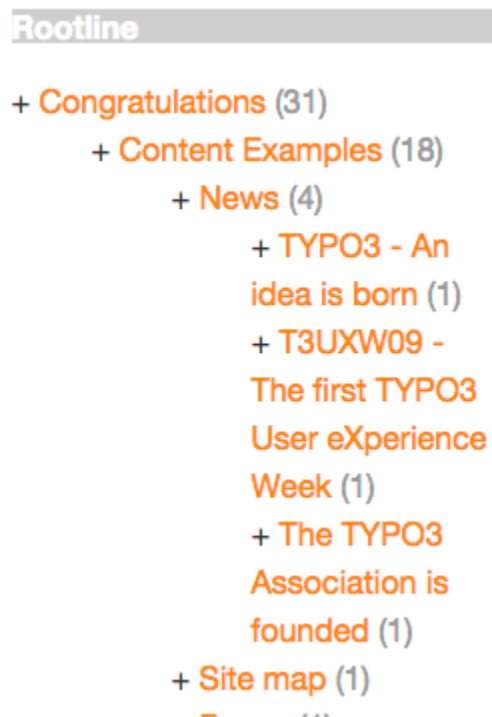 Rootline
+ Congratulations (31)
+ Content Examples (18)
+ News (4)
+ TYPO3 - An
idea is born (1)
+ T3UXW09 -
The first TYPO3
User eXperience
Week (1)
+ The TYPO3
Association is
founded (1)
+ Site map (1)